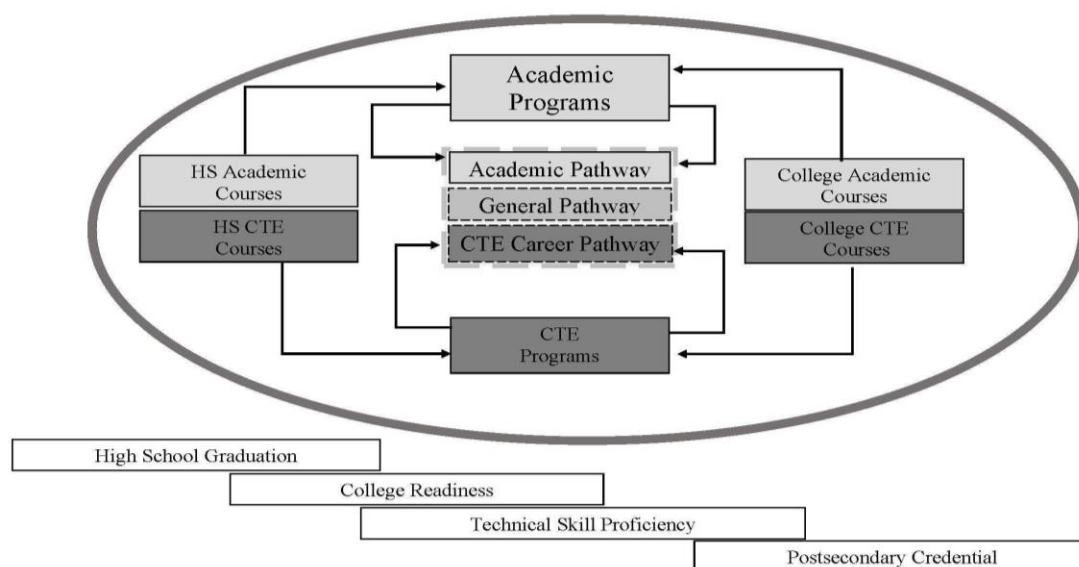 Academic
Programs
HS Academic
Courses
HS CTE
Courses
Academic Pathway
General Pathway
CTE Career Pathway
College Academic
Courses
College CTE
Courses
CTE
Programs
High School Graduation
College Readiness
Technical Skill Proficiency
Postsecondary Credential